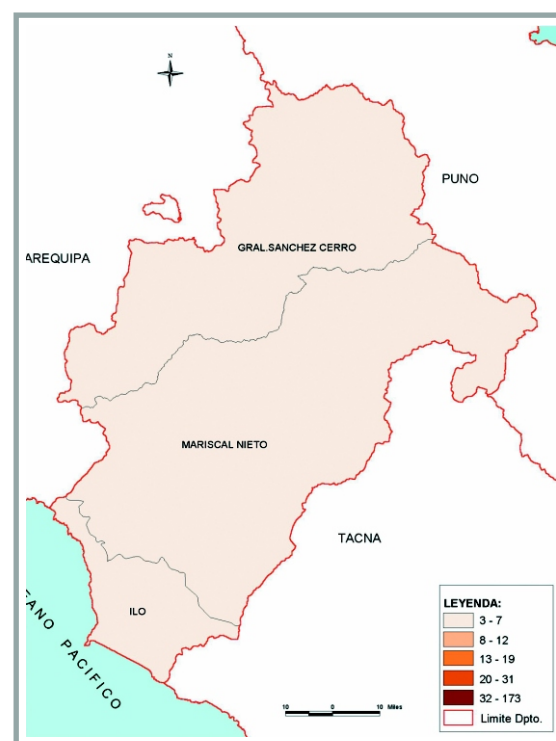 N
PUNO
GRAL.SANCHEZ CERRO
AREQUIPA
MARISCAL NIETO
TACNA
ILO
EANO PACIFICO
LEYENDA:
3 - 7
8 - 12
13 - 19
20 - 31
32 - 173
Limite Dpto.
10 0 10 Miles